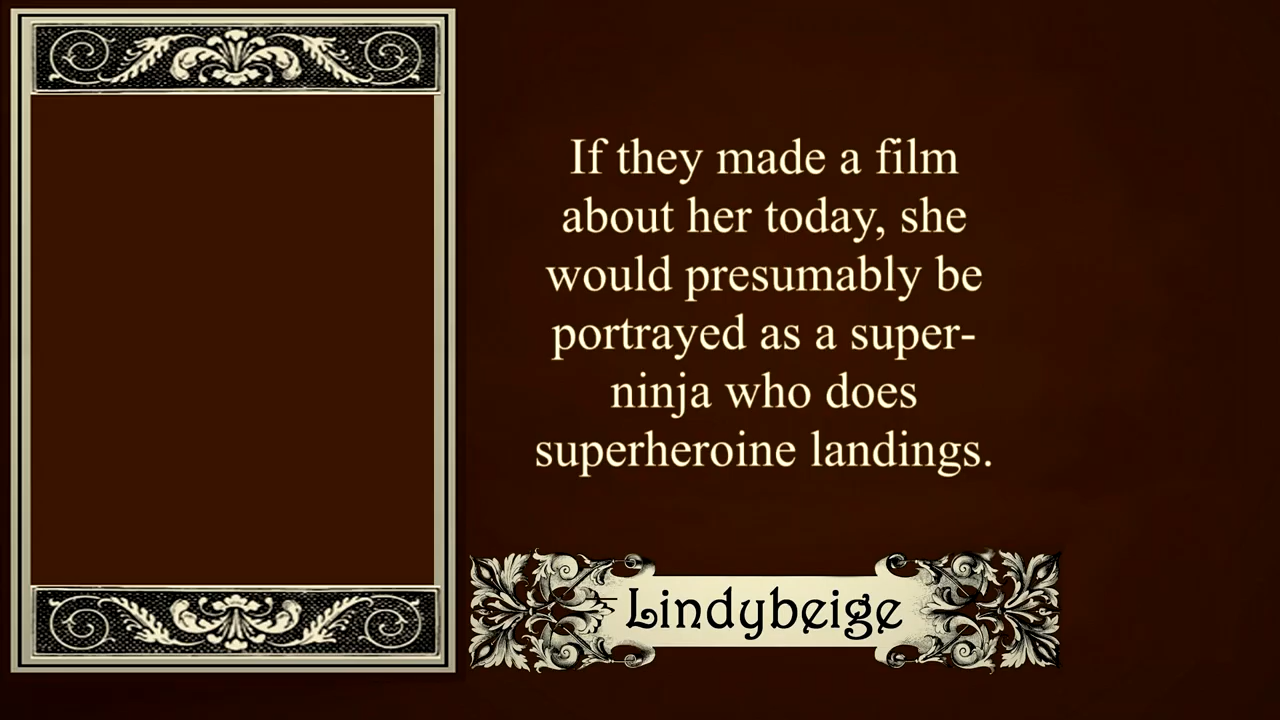 If they made a film
about her today, she
would presumably be
portrayed as a super-
ninja who does
superheroine landings.
Lindybeige